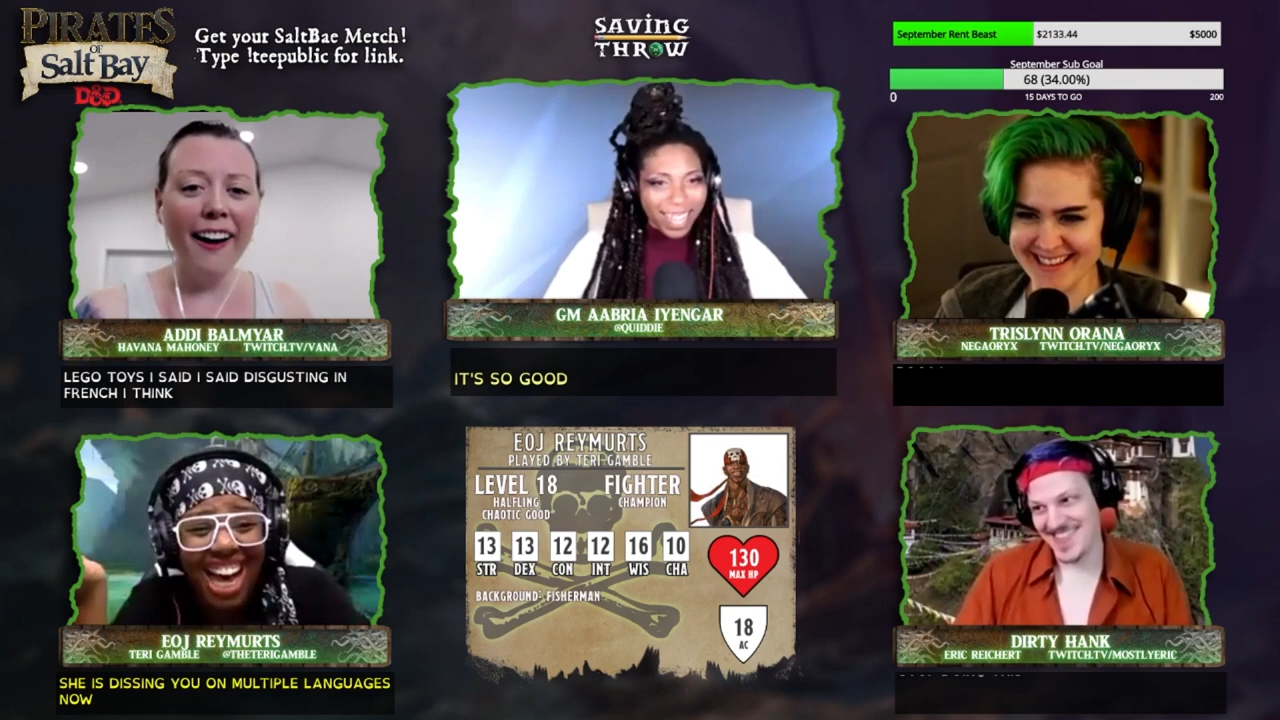 PIRATES
OF
Salt Bay
D&D
Get your SaltBae Merch!
Type !teepublic for link.
SAVING
THROW
September Rent Beast $2133.44 $5000
September Sub Goal
68 (34.00%)
0 15 DAYS TO GO 200
ADDI BALMYAR
HAVANA MAHONEY TWITCH.TV/VANA
LEGO TOYS I SAID I SAID DISGUSTING IN
FRENCH I THINK
GM AABRIA IYENGAR
@QUIDDIE
IT'S SO GOOD
TRISLYNN ORANA
NEGAORYX TWITCH.TV/NEGAORYX
EOJ REYMURTS
TERI GAMBLE @THETERIGAMBLE
SHE IS DISSING YOU ON MULTIPLE LANGUAGES
NOW
EOJ REYMURTS
PLAYED BY TERI GAMBLE
LEVEL 18 FIGHTER
HALFLING CHAMPION
CHAOTIC GOOD
13 13 12 12 16 10
STR DEX CON INT WIS CHA
BACKGROUND: FISHERMAN
130
MAX HP
18
AC
DIRTY HANK
ERIC REICHERT TWITCH.TV/MOSTLYERIC